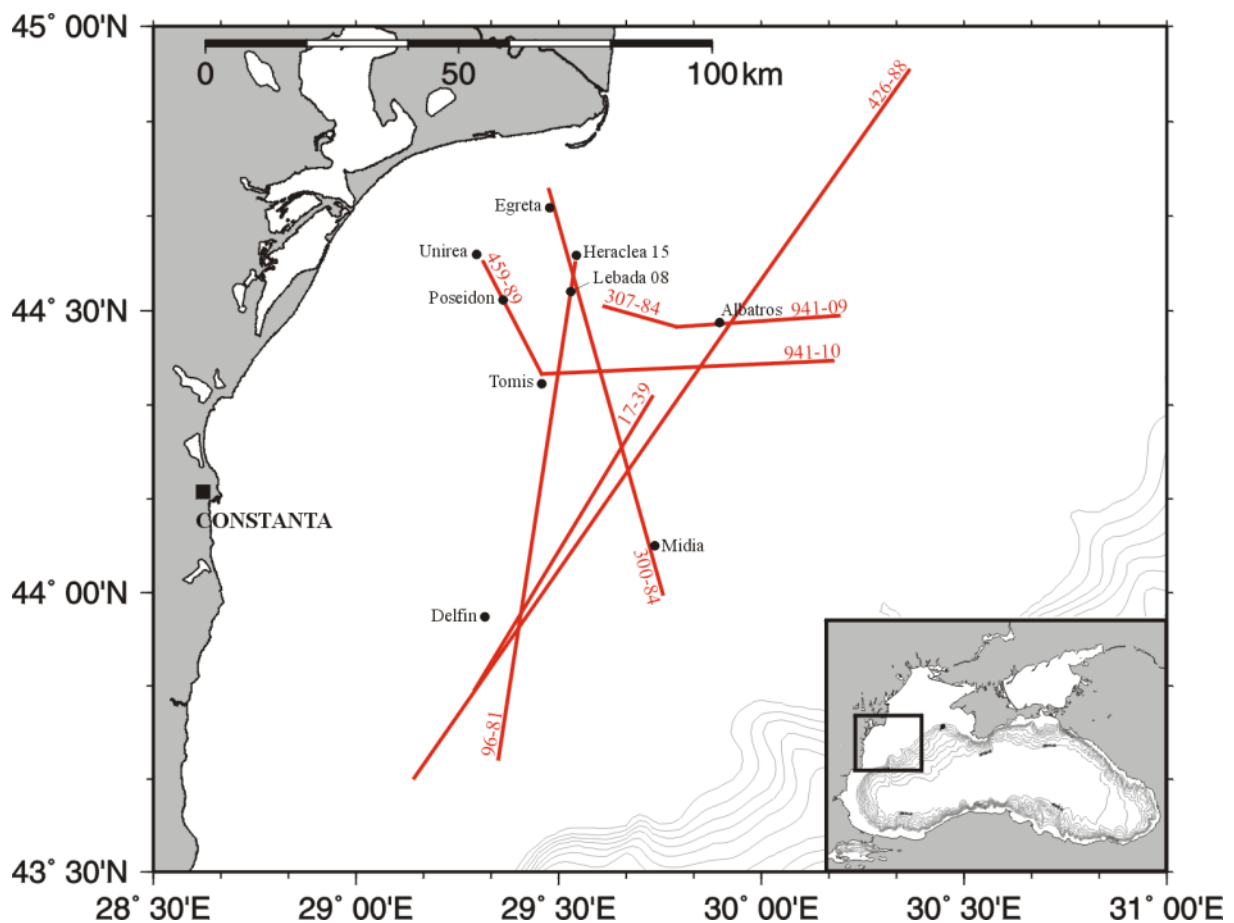 45° 00'N
0
50
100 km
426-88
Egreta
Unirea
Heraclea 15
459-89
Lebada 08
Poseidon
307-84
Albatros
941-09
44° 30'N
941-10
Tomis
17-39
CONSTANTA
Midia
300-84
44° 00'N
Delfin
96-81
43° 30'N
28° 30'E
29° 00'E
29° 30'E
30° 00'E
30° 30'E
31° 00'E